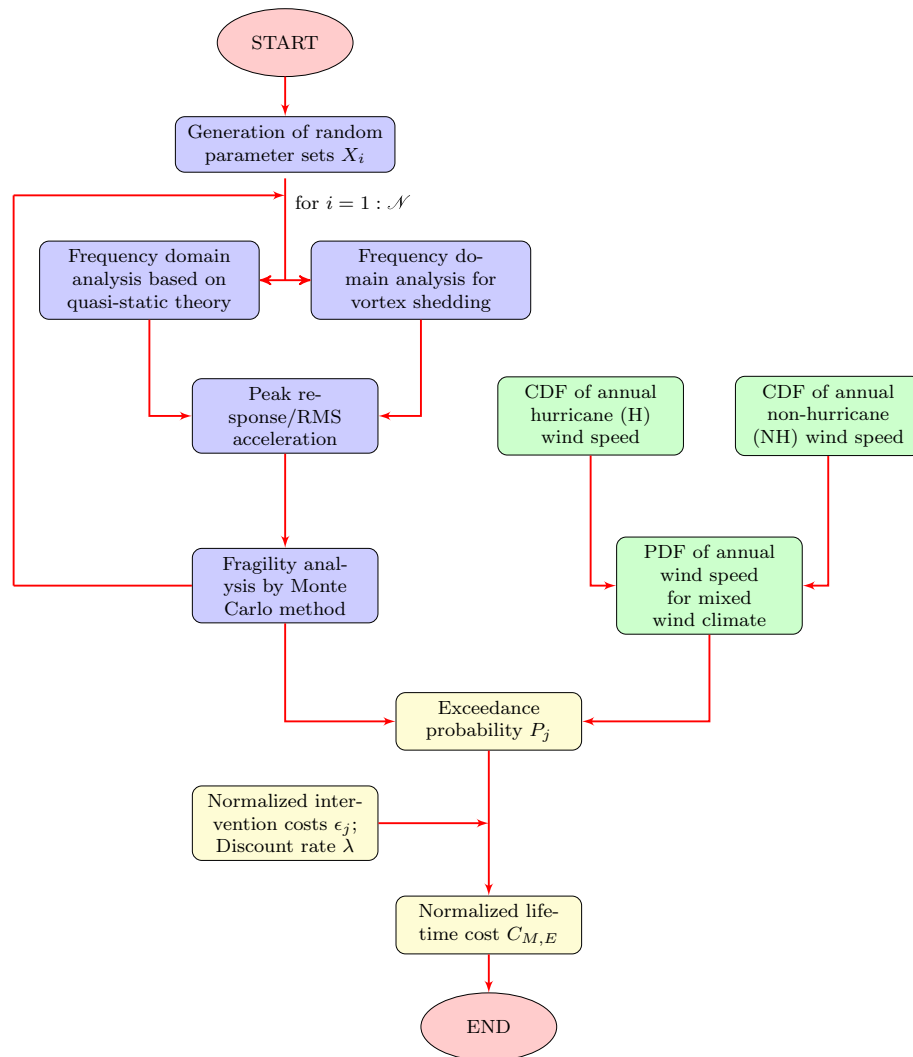 START
Generation of random
parameter sets X_i
for i = 1 : 𝒩
Frequency domain
analysis based on
quasi-static theory
Frequency do-
main analysis for
vortex shedding
Peak re-
sponse/RMS
acceleration
CDF of annual
hurricane (H)
wind speed
CDF of annual
non-hurricane
(NH) wind speed
Fragility anal-
ysis by Monte
Carlo method
PDF of annual
wind speed
for mixed
wind climate
Exceedance
probability P_j
Normalized inter-
vention costs ϵ_j;
Discount rate λ
Normalized life-
time cost C_{M,E}
END